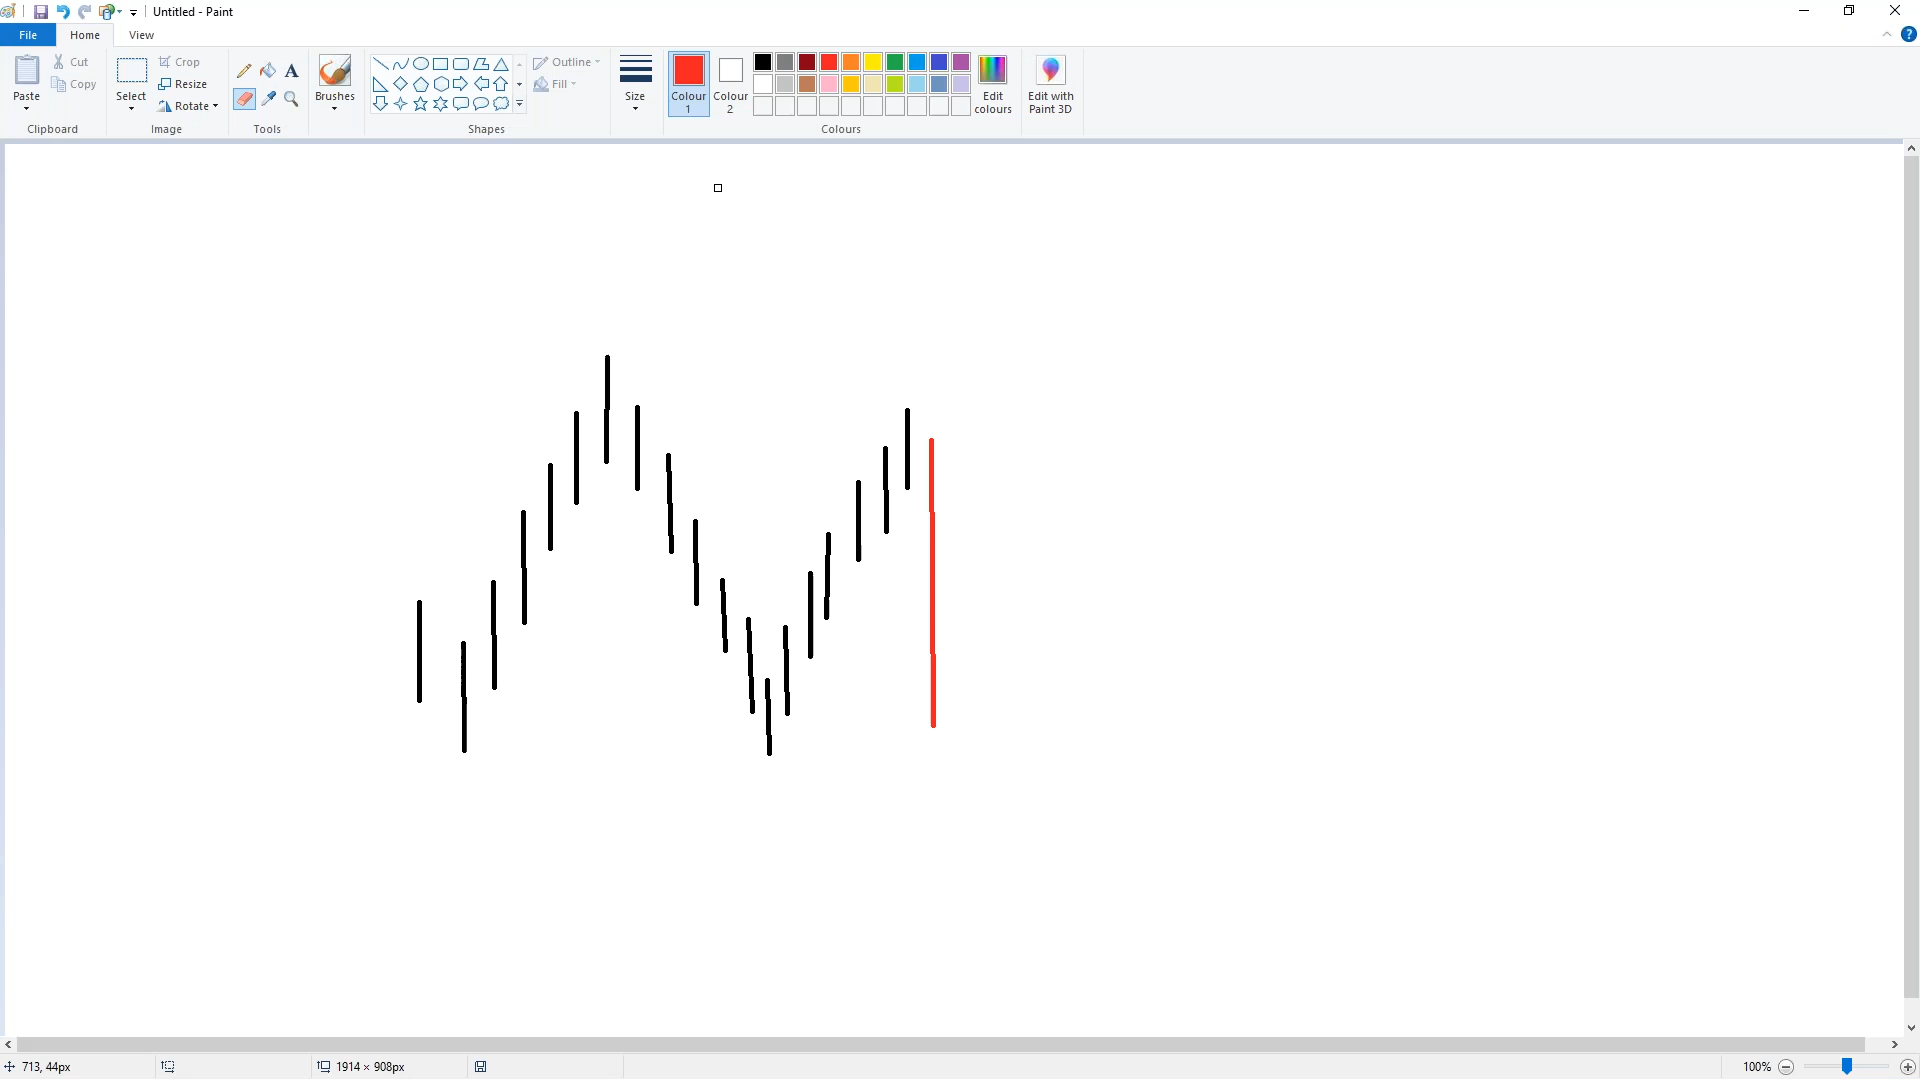 Untitled - Paint
File Home View
Paste
Cut
Copy
Clipboard
Select
Crop
Resize
Rotate
Image
A
Tools
Brushes
Outline
Fill
Shapes
Size
Colour 1
Colour 2
Edit colours
Colours
Edit with Paint 3D
?
713, 44px
1914 × 908px
100%